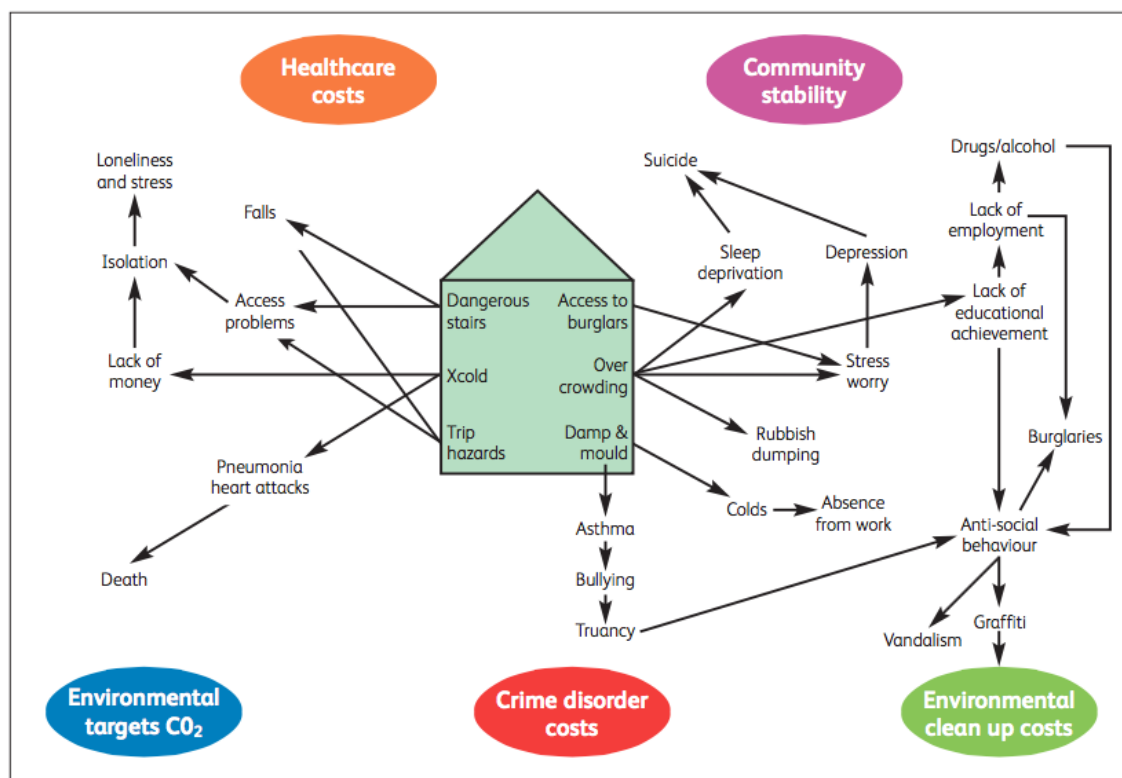 Healthcare
costs
Community
stability
Loneliness
and stress
Falls
Isolation
Access
problems
Lack of
money
Pneumonia
heart attacks
Death
Dangerous
stairs
Xcold
Trip
hazards
Access to
burglars
Over
crowding
Damp &
mould
Suicide
Sleep
deprivation
Depression
Stress
worry
Rubbish
dumping
Colds
Absence
from work
Asthma
Bullying
Truancy
Drugs/alcohol
Lack of
employment
Lack of
educational
achievement
Burglaries
Anti-social
behaviour
Vandalism
Graffiti
Environmental
targets C0₂
Crime disorder
costs
Environmental
clean up costs